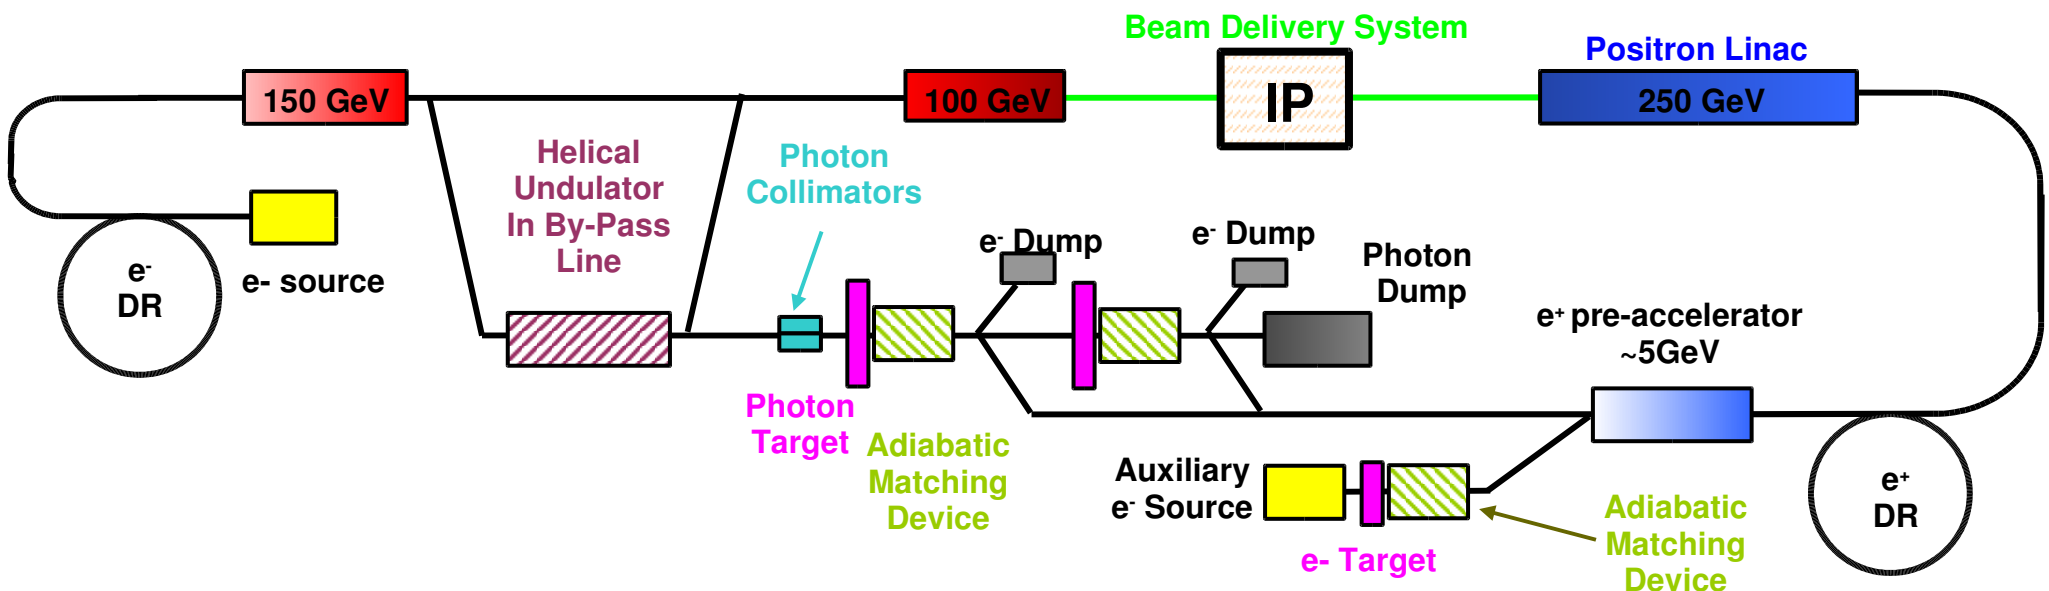 Beam Delivery System
Positron Linac
150 GeV
100 GeV
IP
250 GeV
Helical
Undulator
In By-Pass
Line
Photon
Collimators
e- Dump
e- Dump
Photon
Dump
e-
DR
e- source
e+ pre-accelerator
~5GeV
Photon
Target
Adiabatic
Matching
Device
Auxiliary
e- Source
e- Target
Adiabatic
Matching
Device
e+
DR